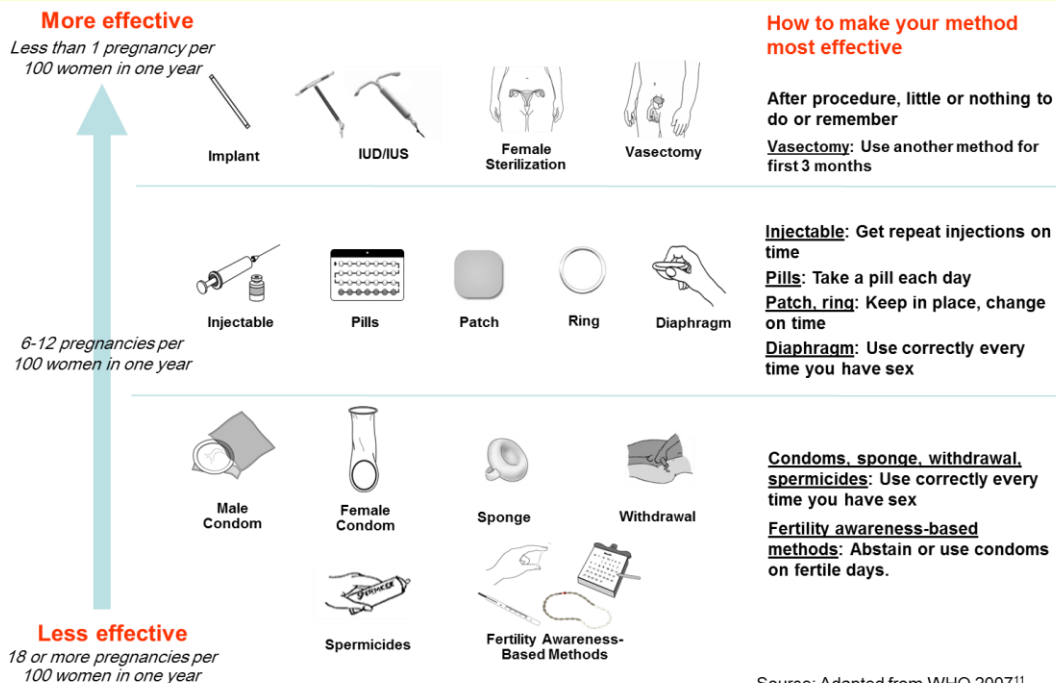 More effective
Less than 1 pregnancy per
100 women in one year
Implant
IUD/IUS
Female
Sterilization
Vasectomy
How to make your method
most effective
After procedure, little or nothing to
do or remember
Vasectomy: Use another method for
first 3 months
6-12 pregnancies per
100 women in one year
Injectable
Pills
Patch
Ring
Diaphragm
Injectable: Get repeat injections on
time
Pills: Take a pill each day
Patch, ring: Keep in place, change
on time
Diaphragm: Use correctly every
time you have sex
Male
Condom
Female
Condom
Sponge
Withdrawal
Spermicides
Fertility Awareness-
Based Methods
Condoms, sponge, withdrawal,
spermicides: Use correctly every
time you have sex
Fertility awareness-based
methods: Abstain or use condoms
on fertile days.
Less effective
18 or more pregnancies per
100 women in one year
Adapted from WHO 2007¹¹